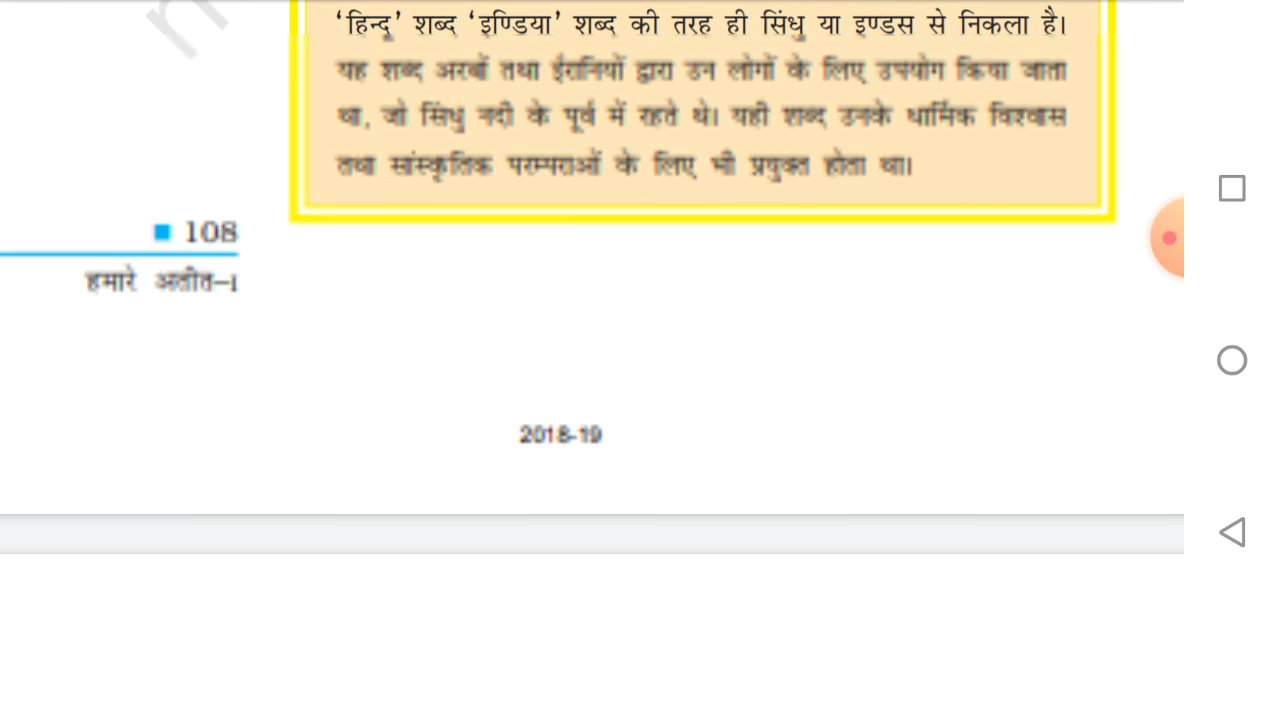 'हिन्दू' शब्द 'इण्डिया' शब्द की तरह ही सिंधु या इण्डस से निकला है।
यह शब्द अरबों तथा ईरानियों द्वारा उन लोगों के लिए उपयोग किया जाता
था, जो सिंधु नदी के पूर्व में रहते थे। यही शब्द उनके धार्मिक विश्वास
तथा सांस्कृतिक परम्पराओं के लिए भी प्रयुक्त होता था।
108
हमारे अतीत–I
2018-19